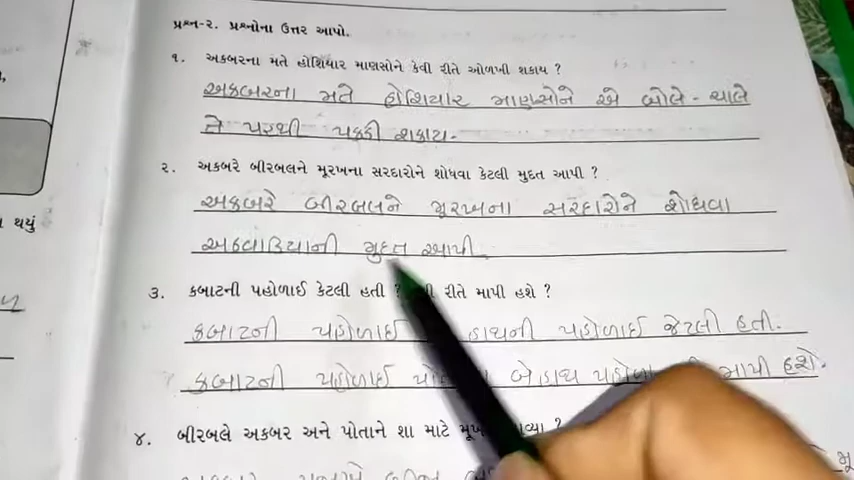 પ્રશ્ન-૨. પ્રશ્નોના ઉત્તર આપો.
૧. અકબરના મતે હોશિયાર માણસોને કેવી રીતે ઓળખી શકાય ?
અકબરના મતે હોશિયાર માણસોને એ બોલે - ચાલે
તે પરથી પકડી શકાય.
૨. અકબરે બીરબલને મૂરખના સરદારોને શોધવા કેટલી મુદત આપી ?
અકબરે બીરબલને મૂરખના સરદારોને શોધવા
અઠવાડિયાની મુદત આપી
થયું
૩. કબાટની પહોળાઈ કેટલી હતી ? રીતે માપી હશે ?
કબાટની પહોળાઈ હાથની પહોળાઈ જેટલી હતી.
કબાટની પહોળાઈ બે હાથ માપી હશે.
૪. બીરબલે અકબર અને પોતાને શા માટે ?